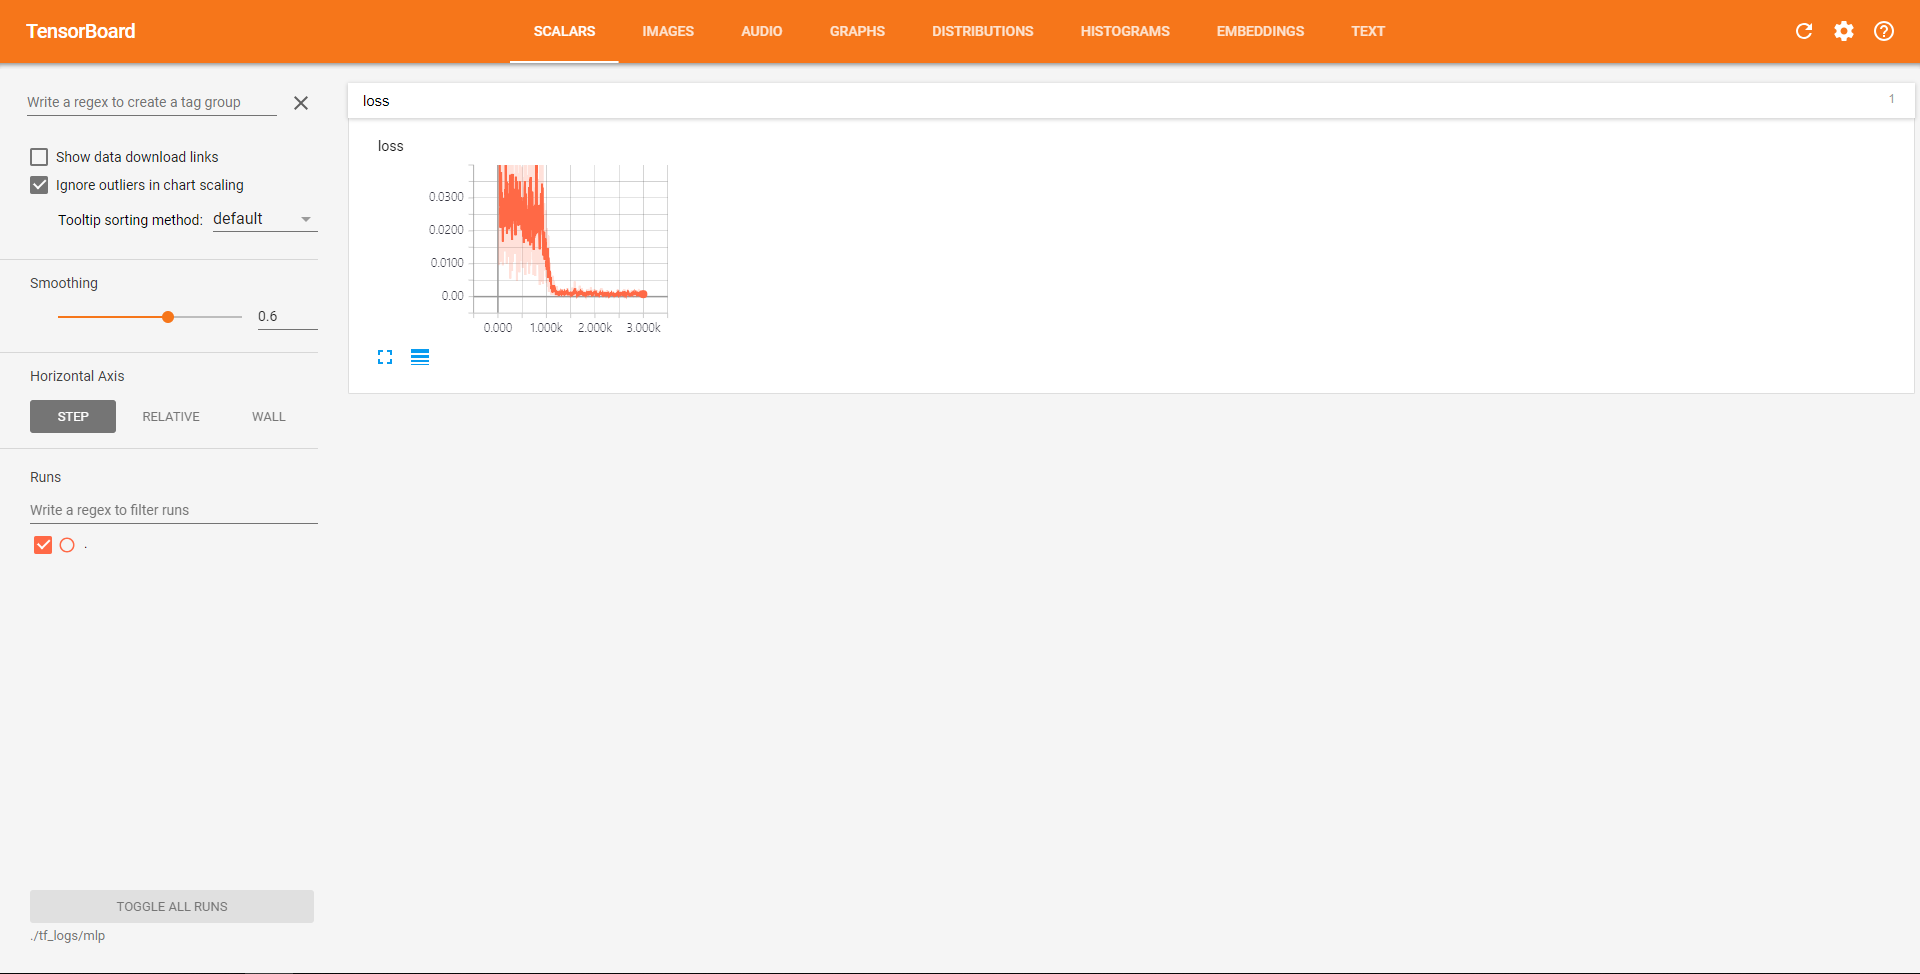 TensorBoard
SCALARS IMAGES AUDIO GRAPHS DISTRIBUTIONS HISTOGRAMS EMBEDDINGS TEXT
Write a regex to create a tag group
Show data download links
Ignore outliers in chart scaling
Tooltip sorting method: default
Smoothing
0.6
Horizontal Axis
STEP RELATIVE WALL
Runs
Write a regex to filter runs
.
TOGGLE ALL RUNS
./tf_logs/mlp
loss 1
loss
0.0300
0.0200
0.0100
0.00
0.000 1.000k 2.000k 3.000k